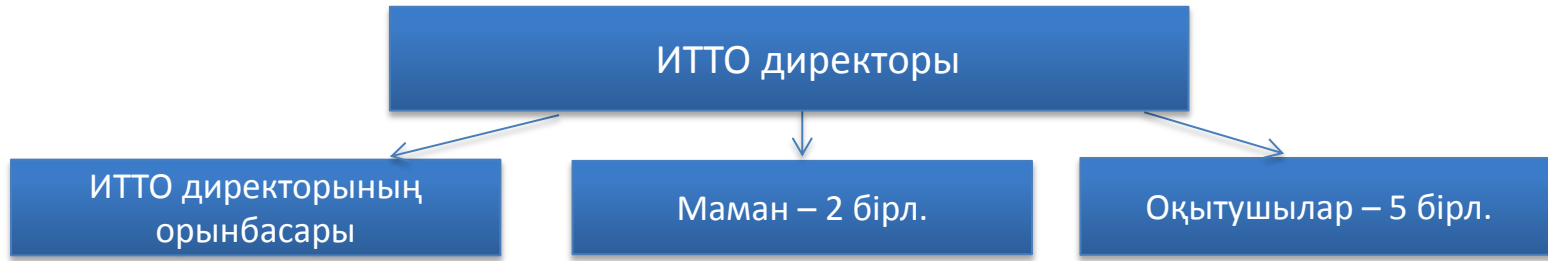 ИТТО директоры
ИТТО директорының
орынбасары
Маман – 2 бірл.
Оқытушылар – 5 бірл.